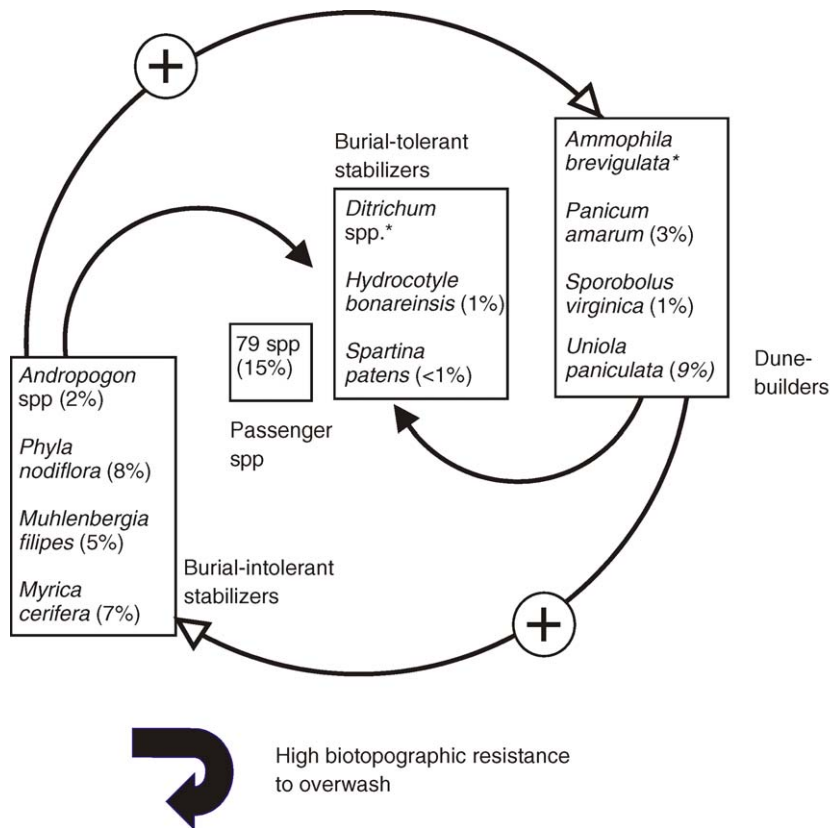 +
Burial-tolerant
stabilizers
Ammophila
brevigulata*
Panicum
amarum (3%)
Sporobolus
virginica (1%)
Uniola
paniculata (9%)
Dune-
builders
Ditrichum
spp.*
Hydrocotyle
bonareinsis (1%)
Spartina
patens (<1%)
79 spp
(15%)
Passenger
spp
Andropogon
spp (2%)
Phyla
nodiflora (8%)
Muhlenbergia
filipes (5%)
Myrica
cerifera (7%)
Burial-intolerant
stabilizers
+
High biotopographic resistance
to overwash